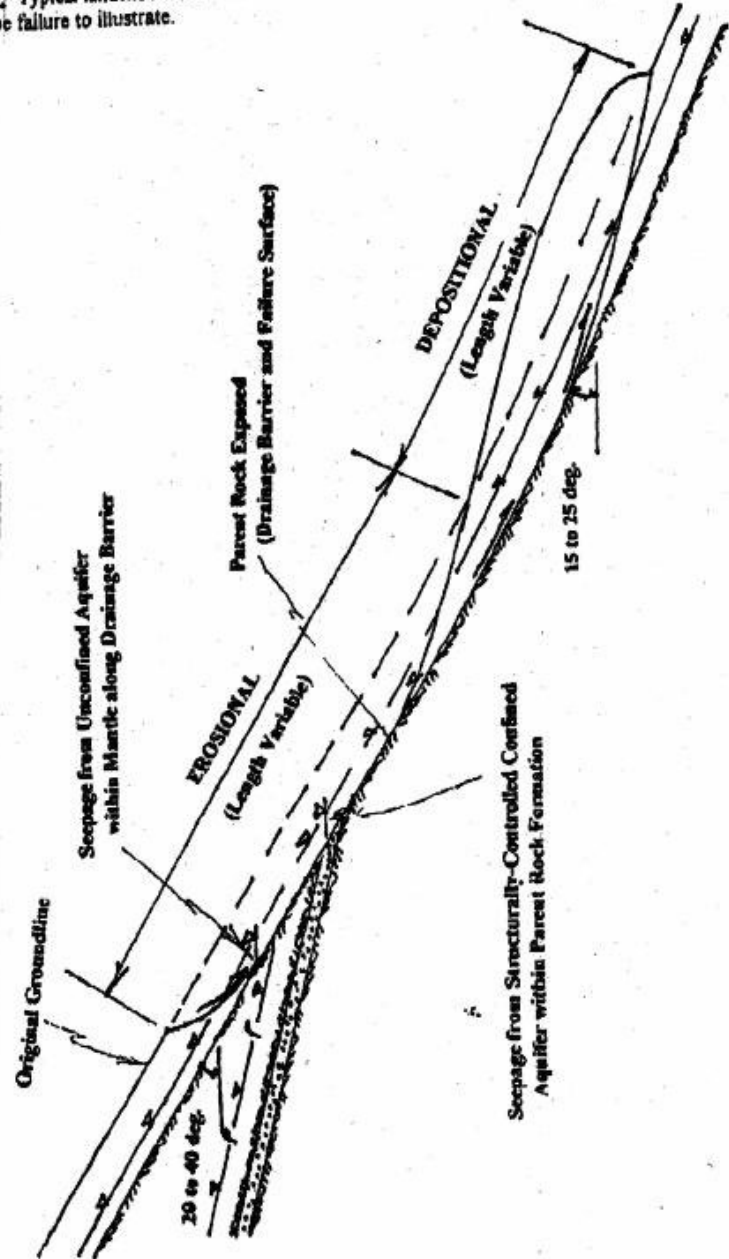 Typical
be failure to illustrate.
Original Groundline
Seepage from Unconfined Aquifer
within Mantle along Drainage Barrier
EROSIONAL
(Length Variable)
Parent Rock Exposed
(Drainage Barrier and Failure Surface)
DEPOSITIONAL
(Length Variable)
20 to 40 deg.
15 to 25 deg.
Seepage from Structurally-Controlled Confined
Aquifer within Parent Rock Formation